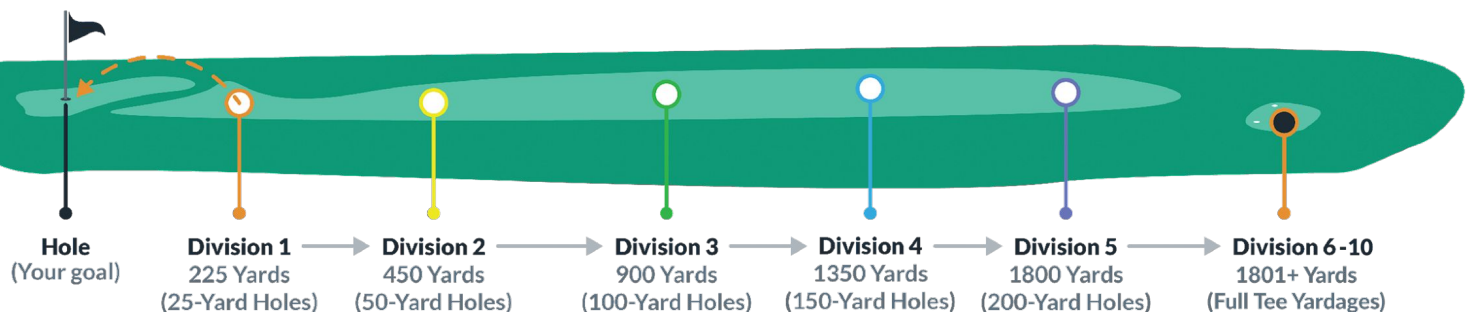 Hole
(Your goal)
Division 1
225 Yards
(25-Yard Holes)
Division 2
450 Yards
(50-Yard Holes)
Division 3
900 Yards
(100-Yard Holes)
Division 4
1350 Yards
(150-Yard Holes)
Division 5
1800 Yards
(200-Yard Holes)
Division 6-10
1801+ Yards
(Full Tee Yardages)